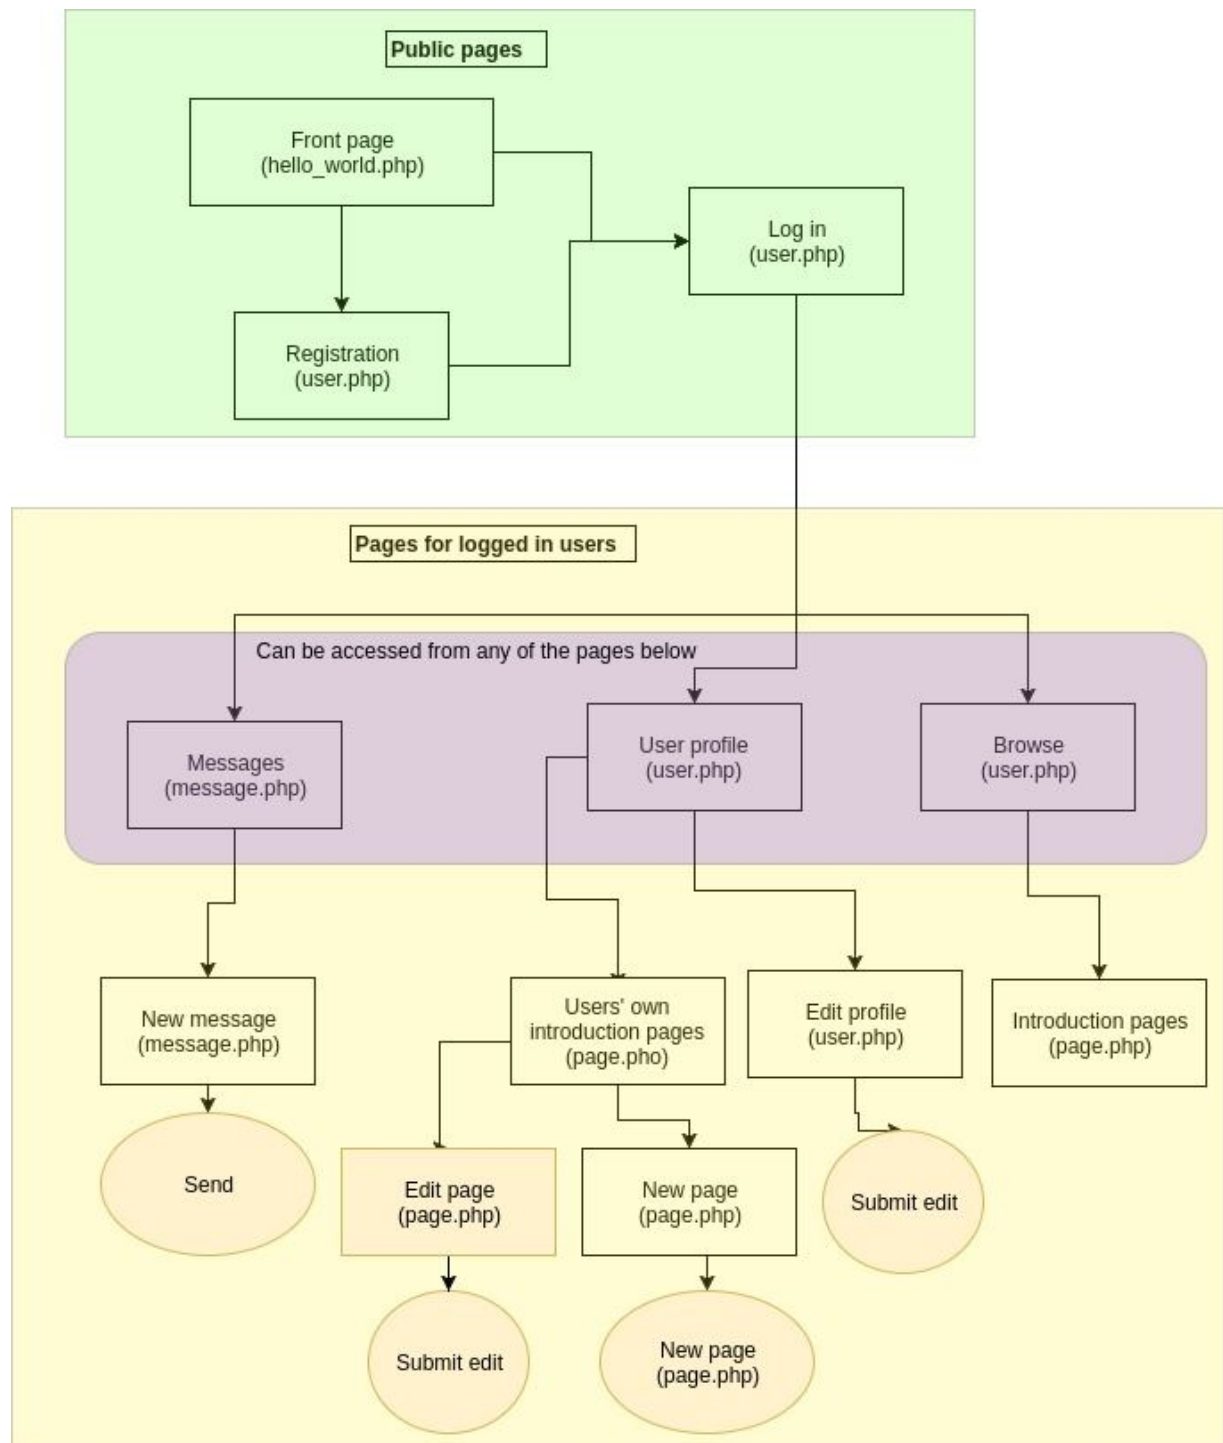 Public pages
Front page
(hello_world.php)
Log in
(user.php)
Registration
(user.php)
Pages for logged in users
Can be accessed from any of the pages below
Messages
(message.php)
User profile
(user.php)
Browse
(user.php)
New message
(message.php)
Users' own
introduction pages
(page.pho)
Edit profile
(user.php)
Introduction pages
(page.php)
Send
Edit page
(page.php)
New page
(page.php)
Submit edit
Submit edit
New page
(page.php)